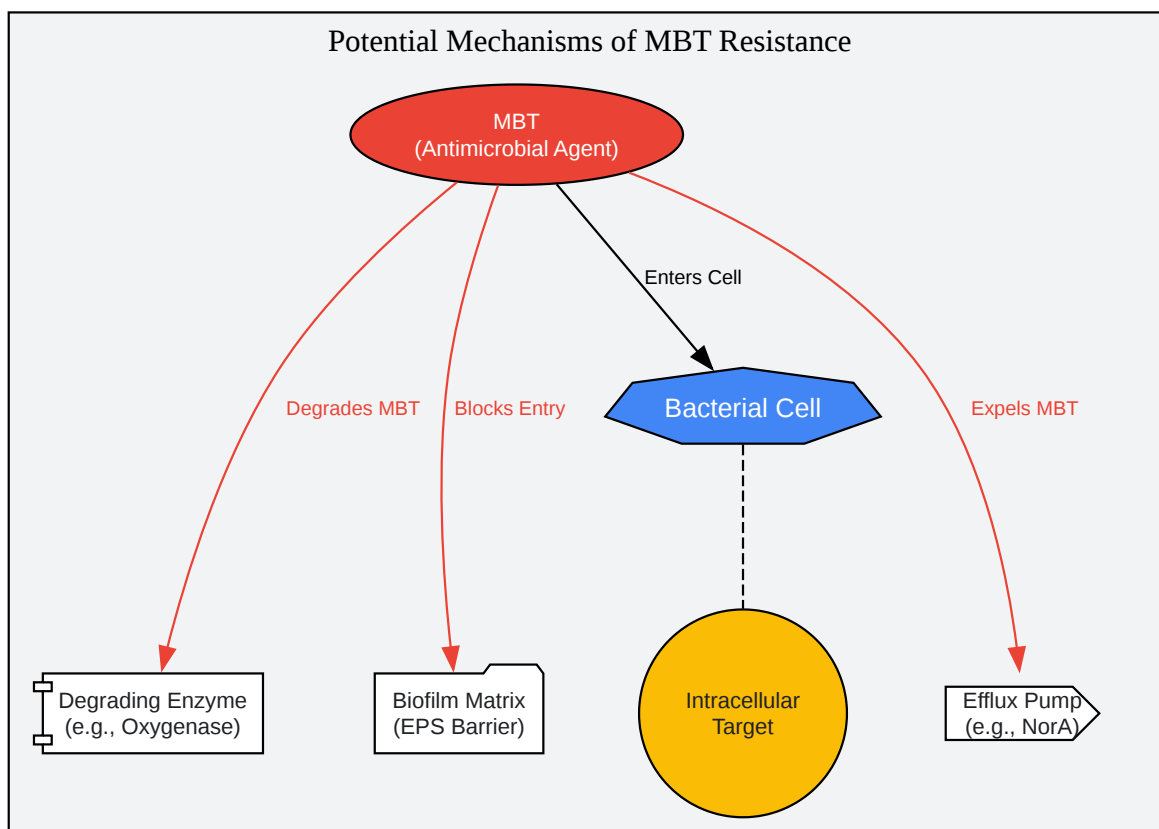 Potential Mechanisms of MBT Resistance
MBT
(Antimicrobial Agent)
Enters Cell
Degrades MBT
Blocks Entry
Bacterial Cell
Expels MBT
Degrading Enzyme
(e.g., Oxygenase)
Biofilm Matrix
(EPS Barrier)
Intracellular
Target
Efflux Pump
(e.g., NorA)